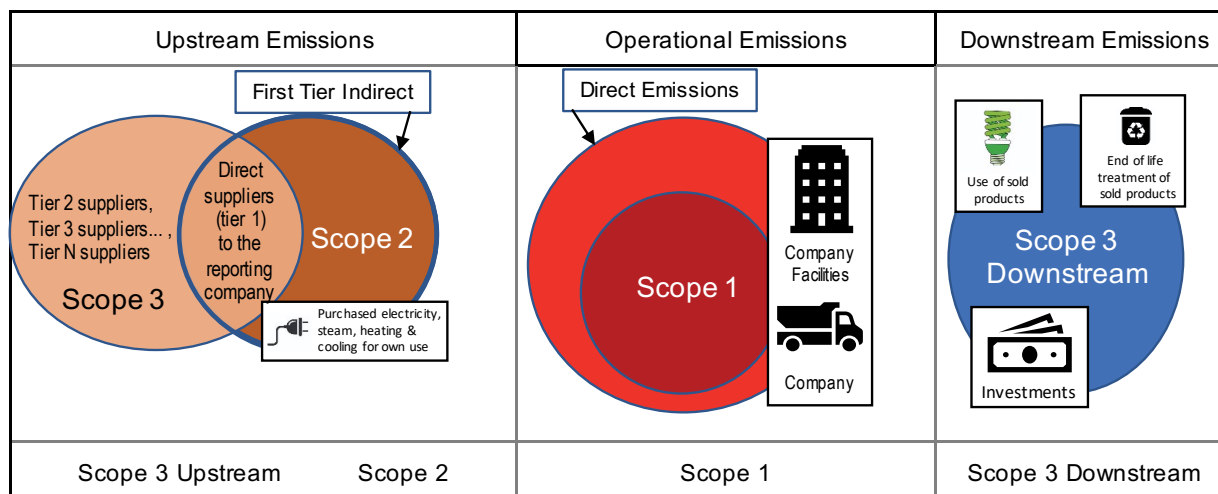 Upstream Emissions
Operational Emissions
Downstream Emissions
First Tier Indirect
Tier 2 suppliers,
Tier 3 suppliers... ,
Tier N suppliers
Scope 3
Direct
suppliers
(tier 1)
to the
reporting
company
Scope 2
Purchased electricity,
steam, heating &
cooling for own use
Direct Emissions
Scope 1
Company
Facilities
Company
Use of sold
products
End of life
treatment of
sold products
Scope 3
Downstream
Investments
Scope 3 Upstream
Scope 2
Scope 1
Scope 3 Downstream